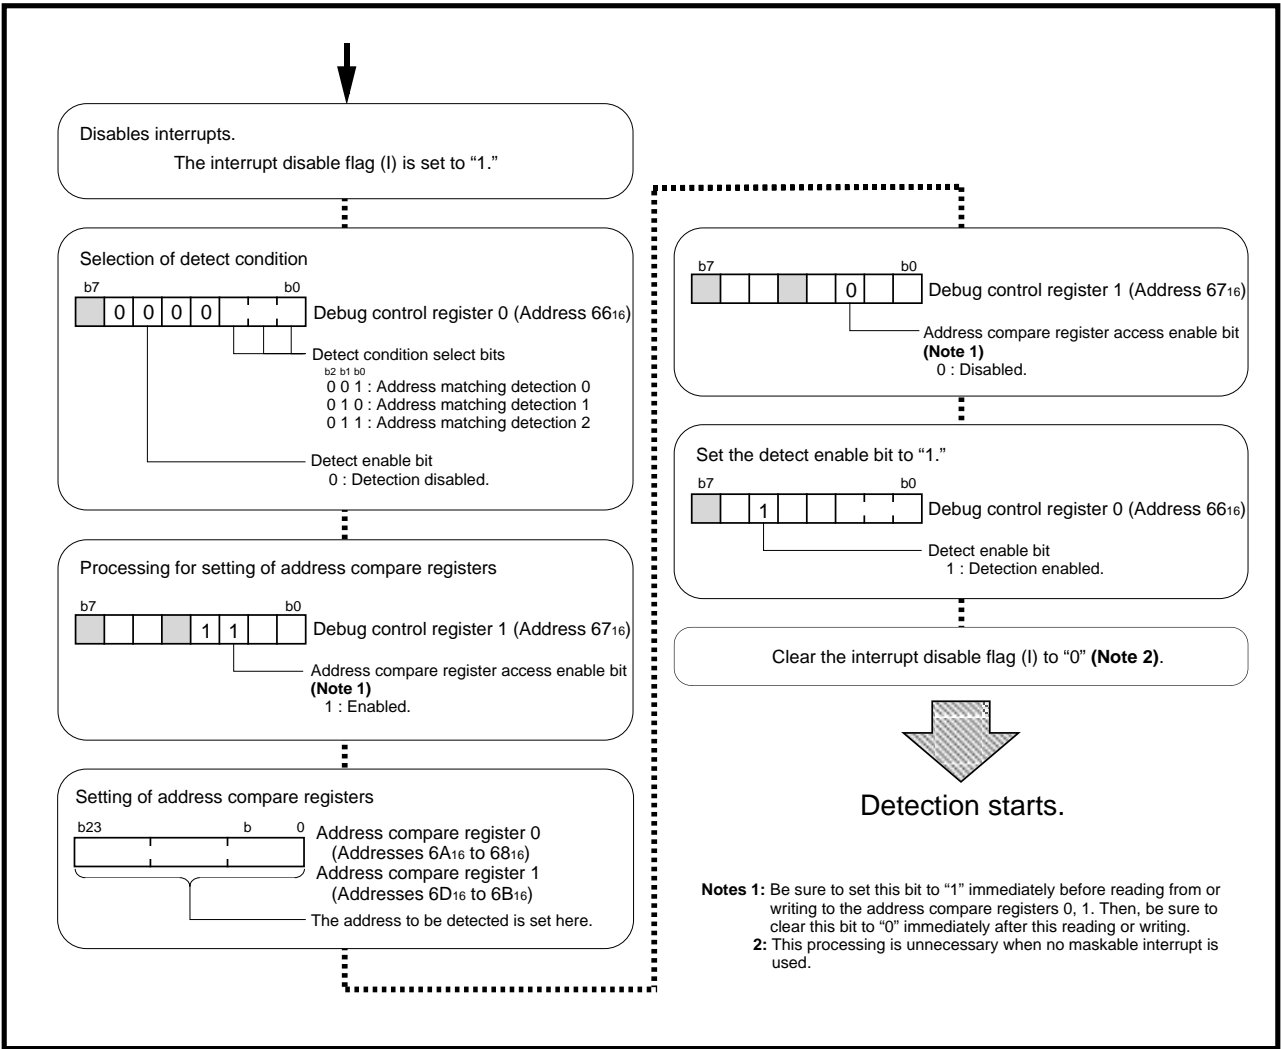 Disables interrupts.
The interrupt disable flag (I) is set to “1.”
Selection of detect condition
b7 b0
0 0 0 0 Debug control register 0 (Address 6616)
Detect condition select bits
b2 b1 b0
0 0 1 : Address matching detection 0
0 1 0 : Address matching detection 1
0 1 1 : Address matching detection 2
Detect enable bit
0 : Detection disabled.
Processing for setting of address compare registers
b7 b0
1 1 Debug control register 1 (Address 6716)
Address compare register access enable bit
(Note 1)
1 : Enabled.
Setting of address compare registers
b23 b 0
Address compare register 0
(Addresses 6A16 to 6816)
Address compare register 1
(Addresses 6D16 to 6B16)
The address to be detected is set here.
b7 b0
0 Debug control register 1 (Address 6716)
Address compare register access enable bit
(Note 1)
0 : Disabled.
Set the detect enable bit to “1.”
b7 b0
1 Debug control register 0 (Address 6616)
Detect enable bit
1 : Detection enabled.
Clear the interrupt disable flag (I) to “0” (Note 2).
Detection starts.
Notes 1: Be sure to set this bit to “1” immediately before reading from or
writing to the address compare registers 0, 1. Then, be sure to
clear this bit to “0” immediately after this reading or writing.
2: This processing is unnecessary when no maskable interrupt is
used.